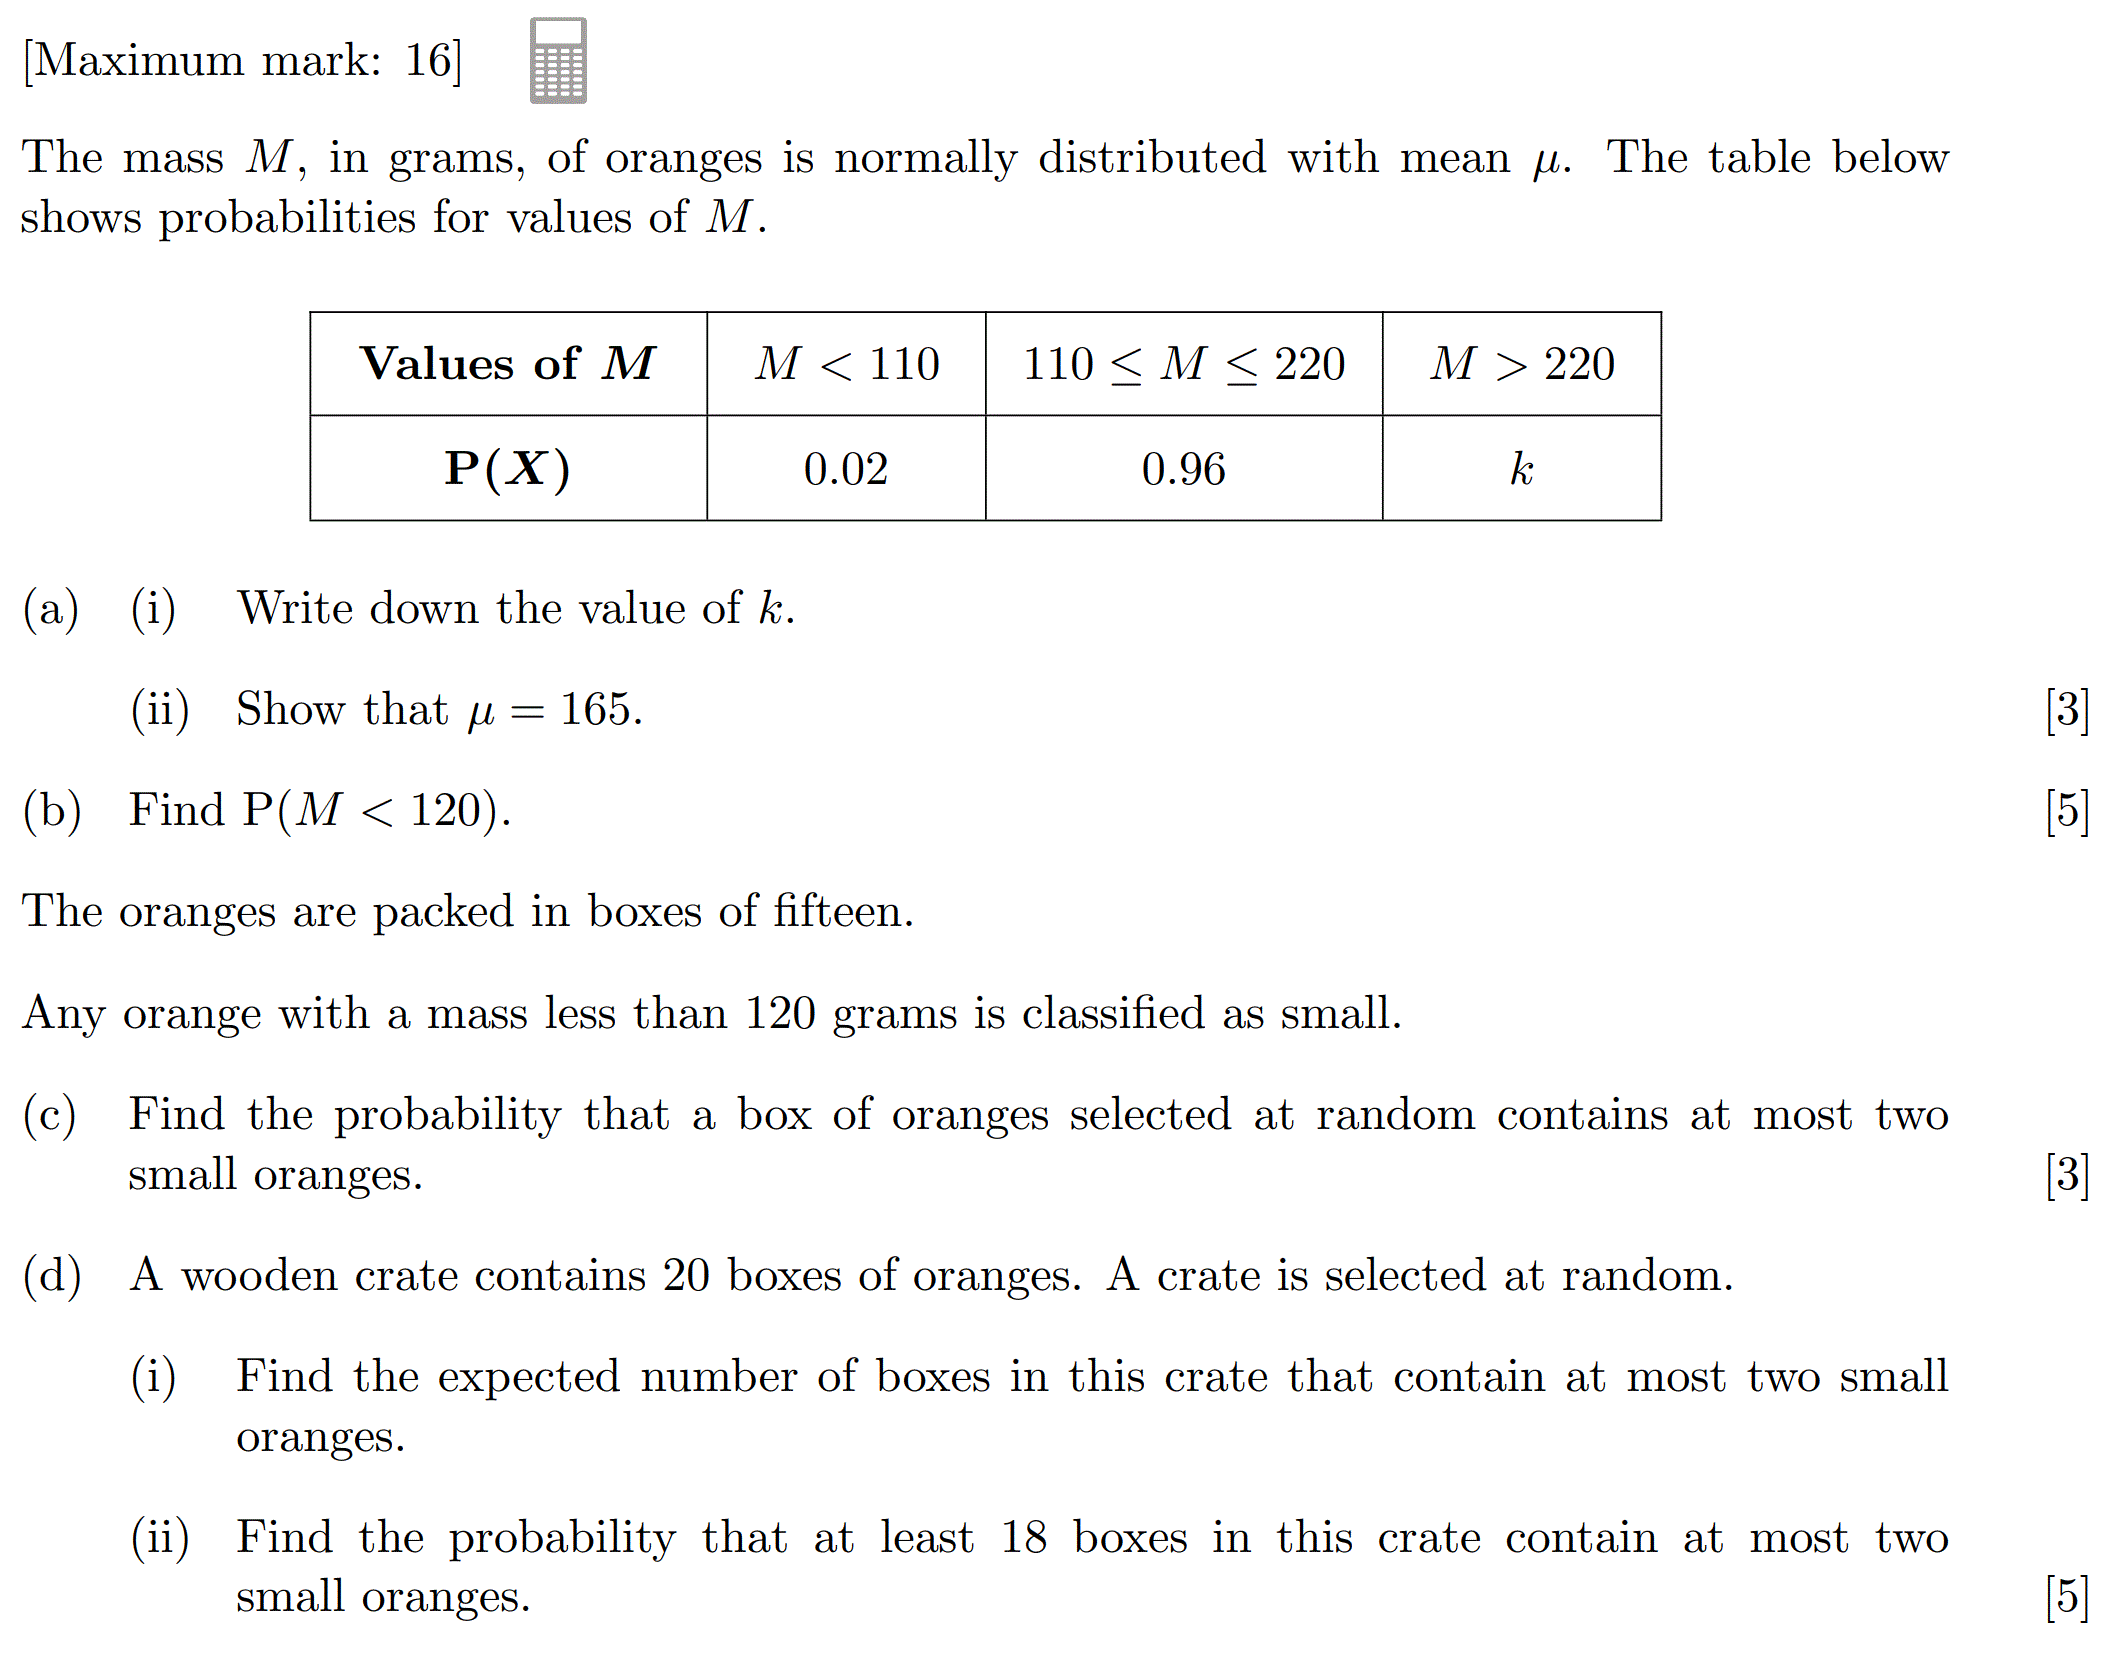 [Maximum mark: 16]
The mass M, in grams, of oranges is normally distributed with mean μ. The table below
shows probabilities for values of M.
Values of M M < 110 110 ≤ M ≤ 220 M > 220
P(X) 0.02 0.96 k
(a) (i) Write down the value of k.
(ii) Show that μ = 165. [3]
(b) Find P(M < 120). [5]
The oranges are packed in boxes of fifteen.
Any orange with a mass less than 120 grams is classified as small.
(c) Find the probability that a box of oranges selected at random contains at most two
small oranges. [3]
(d) A wooden crate contains 20 boxes of oranges. A crate is selected at random.
(i) Find the expected number of boxes in this crate that contain at most two small
oranges.
(ii) Find the probability that at least 18 boxes in this crate contain at most two
small oranges. [5]